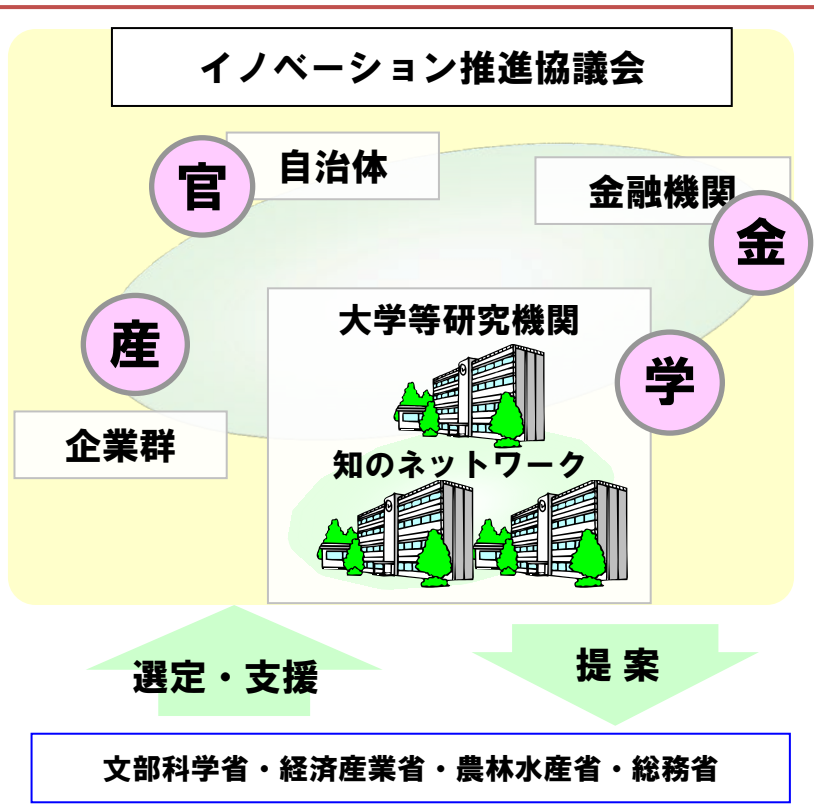 イノベーション推進協議会
官
自治体
金融機関
金
産
企業群
大学等研究機関
学
知のネットワーク
選定・支援
提 案
文部科学省・経済産業省・農林水産省・総務省